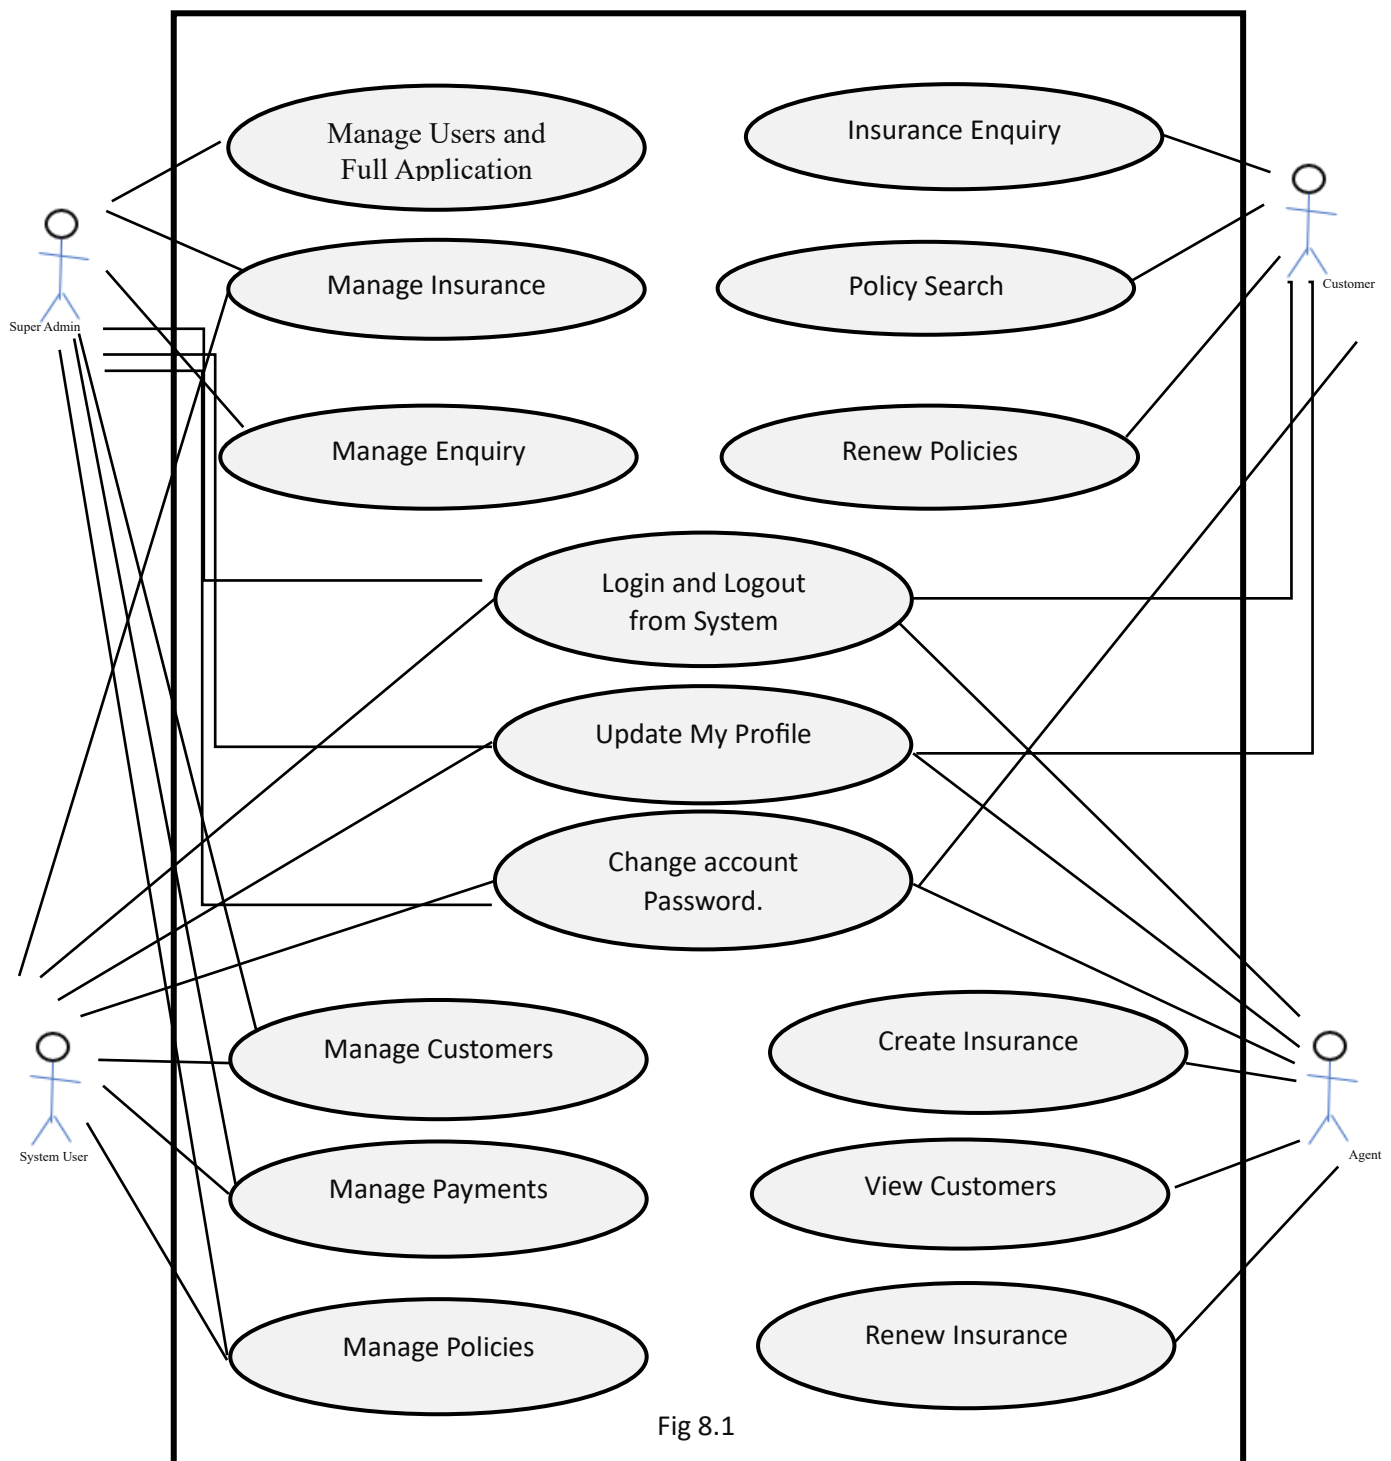 Manage Users and
Full Application
Insurance Enquiry
Manage Insurance
Policy Search
Customer
Super Admin
Manage Enquiry
Renew Policies
Login and Logout
from System
Update My Profile
Change account
Password.
Manage Customers
Create Insurance
System User
Agent
Manage Payments
View Customers
Manage Policies
Renew Insurance
Fig 8.1